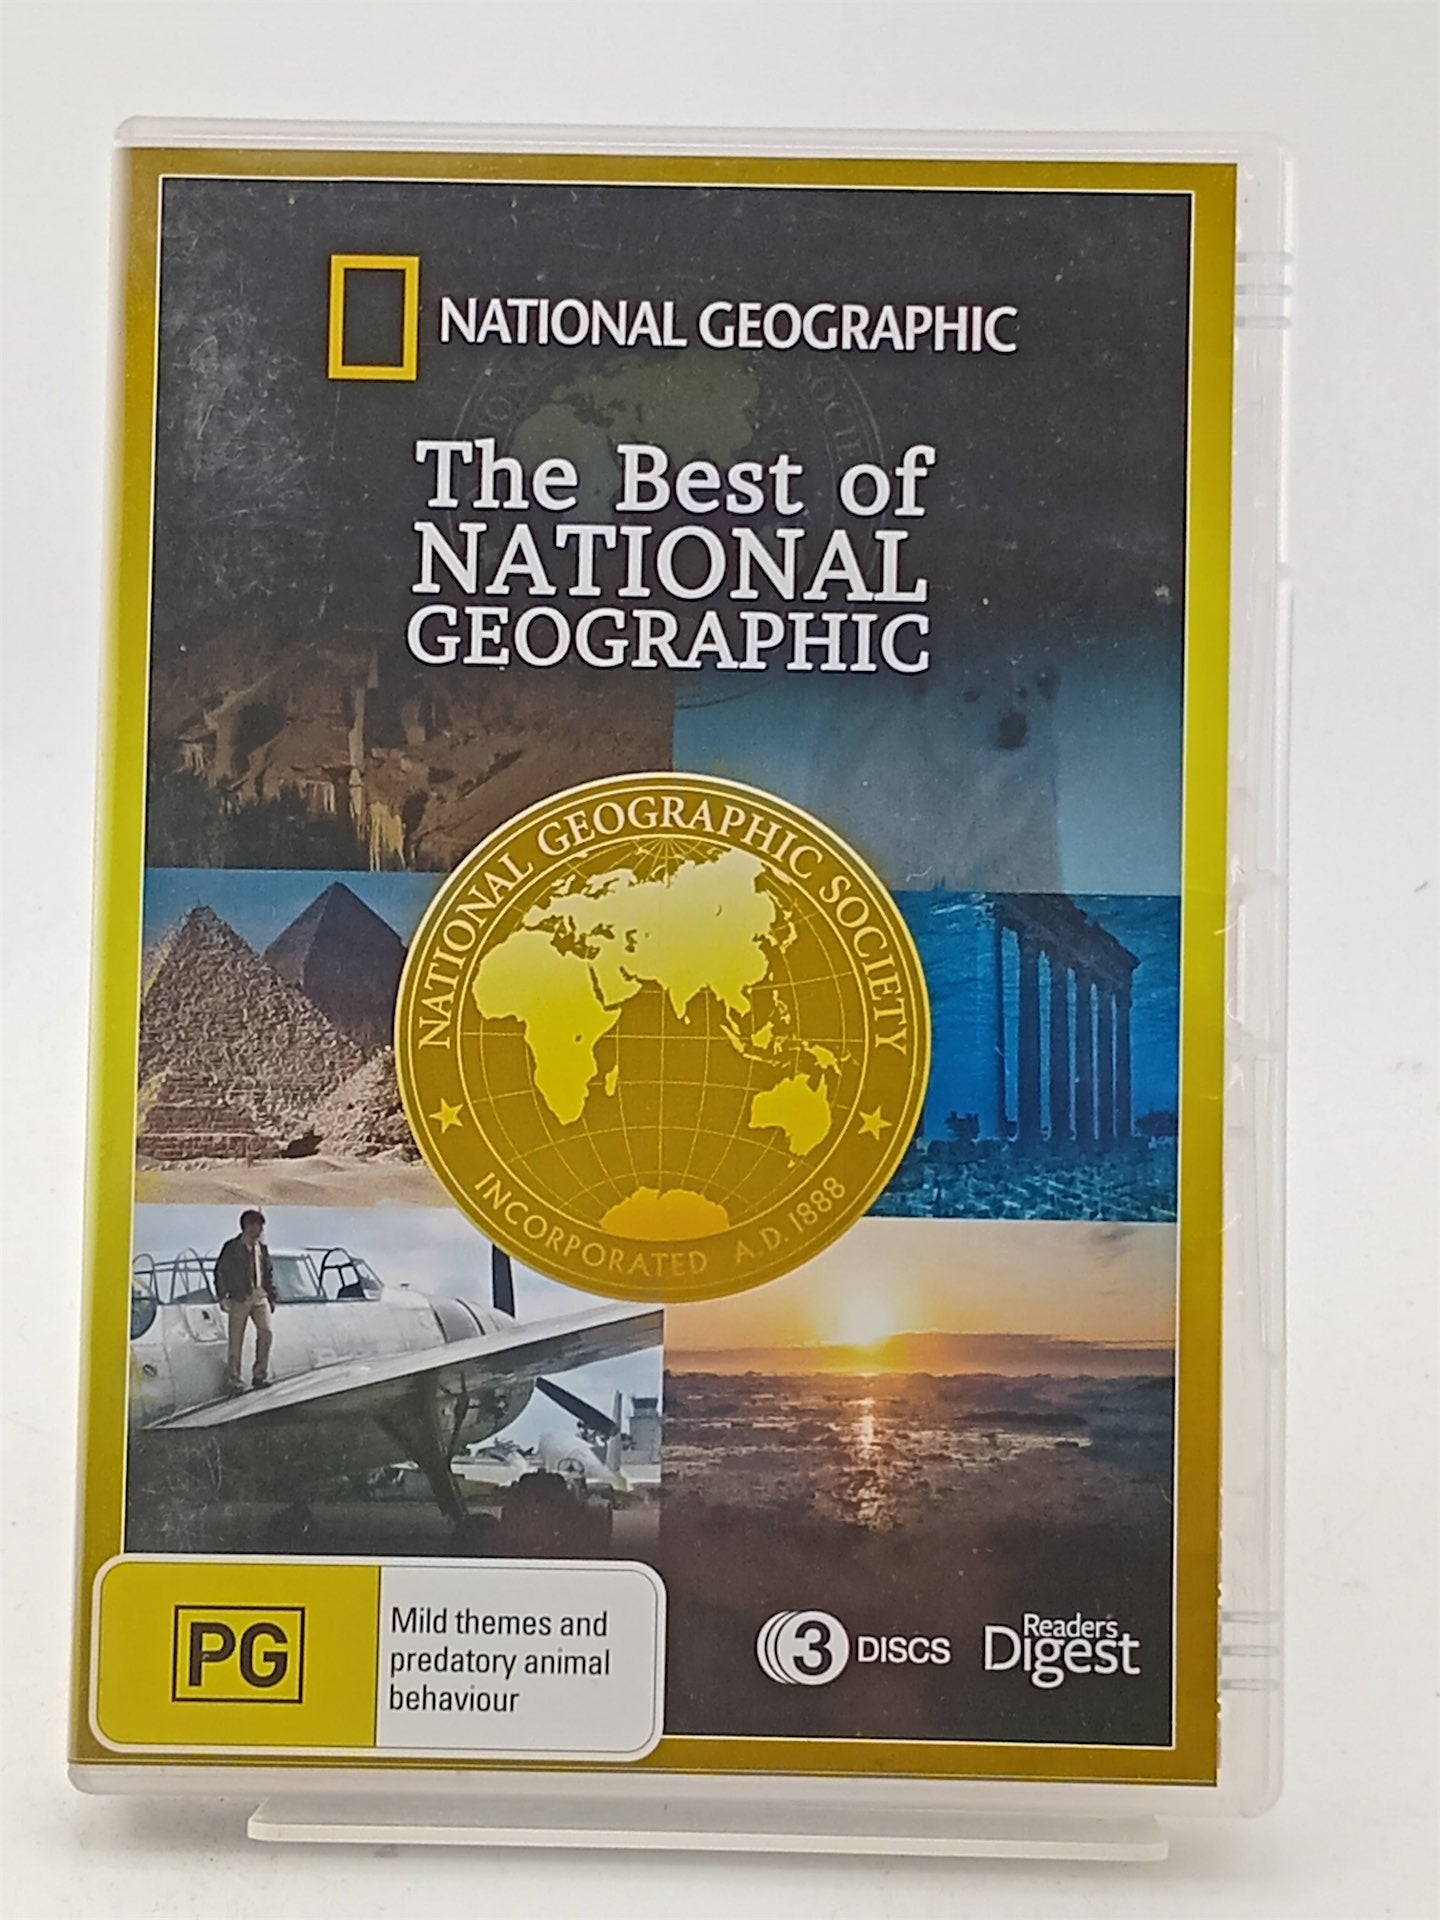 NATIONAL GEOGRAPHIC
The Best of
NATIONAL
GEOGRAPHIC
NATIONAL GEOGRAPHIC SOCIETY
INCORPORATED A.D. 1888
PG
Mild themes and
predatory animal
behaviour
3 DISCS
Reader's
Digest